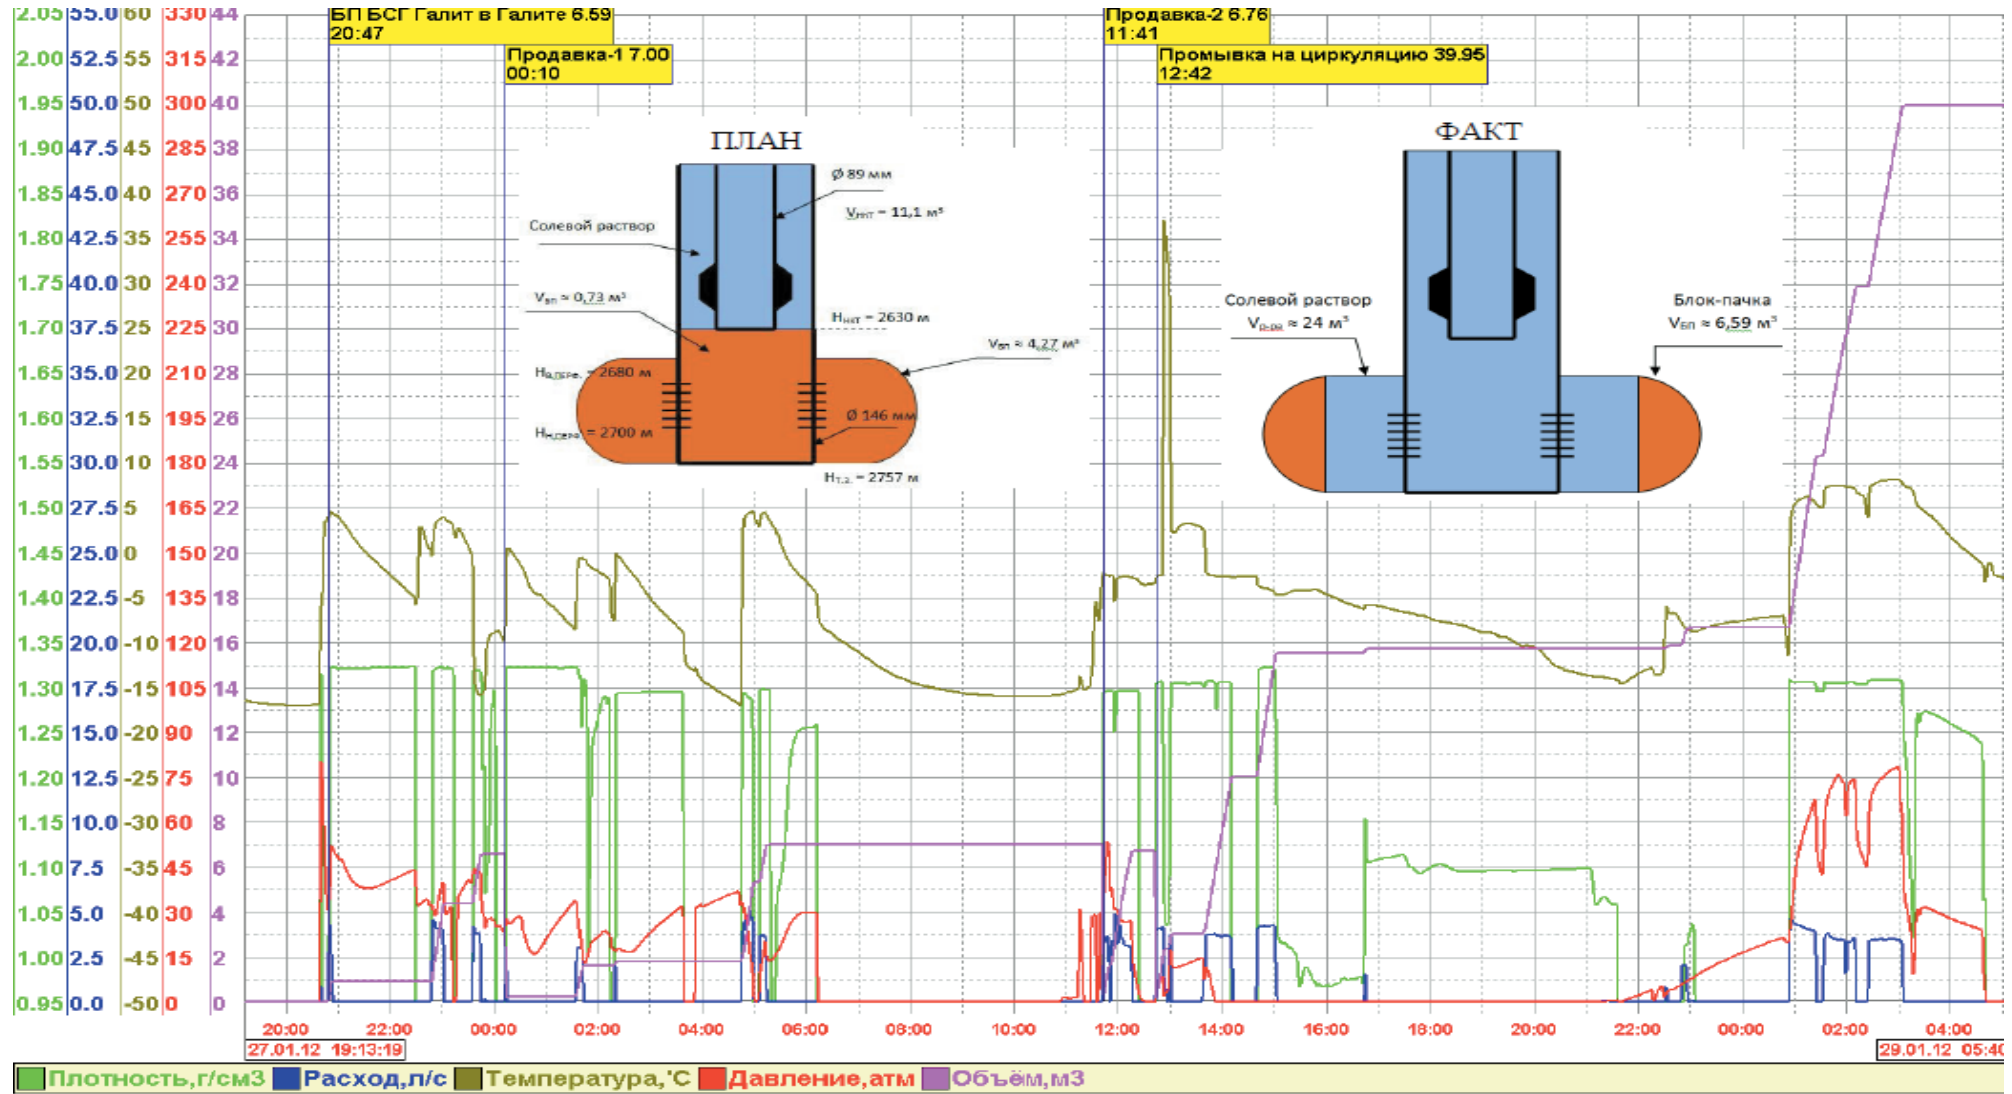 БП БСГ Галит в Галите 6.59
20:47
Продавка-1 7.00
00:10
Продавка-2 6.76
11:41
Промывка на циркуляцию 39.95
12:42
2.05 55.0 60 330 44
2.00 52.5 55 315 42
1.95 50.0 50 300 40
1.90 47.5 45 285 38
1.85 45.0 40 270 36
1.80 42.5 35 255 34
1.75 40.0 30 240 32
1.70 37.5 25 225 30
1.65 35.0 20 210 28
1.60 32.5 15 195 26
1.55 30.0 10 180 24
1.50 27.5 5 165 22
1.45 25.0 0 150 20
1.40 22.5 -5 135 18
1.35 20.0 -10 120 16
1.30 17.5 -15 105 14
1.25 15.0 -20 90 12
1.20 12.5 -25 75 10
1.15 10.0 -30 60 8
1.10 7.5 -35 45 6
1.05 5.0 -40 30 4
1.00 2.5 -45 15 2
0.95 0.0 -50 0 0
ПЛАН
Ø 89 мм
Vнкт = 11,1 м³
Солевой раствор
Vбп ≈ 0,73 м³
Hнкт = 2630 м
Vбп ≈ 4,27 м³
Hв.перф. = 2680 м
Ø 146 мм
Hн.перф. = 2700 м
Hт.з. = 2757 м
ФАКТ
Солевой раствор
Vр-ра ≈ 24 м³
Блок-пачка
Vбп ≈ 6,59 м³
20:00 22:00 00:00 02:00 04:00 06:00 08:00 10:00 12:00 14:00 16:00 18:00 20:00 22:00 00:00 02:00 04:00
27.01.12 19:13:19
29.01.12 05:40
Плотность,г/см3 Расход,л/с Температура,'С Давление,атм Объём,м3